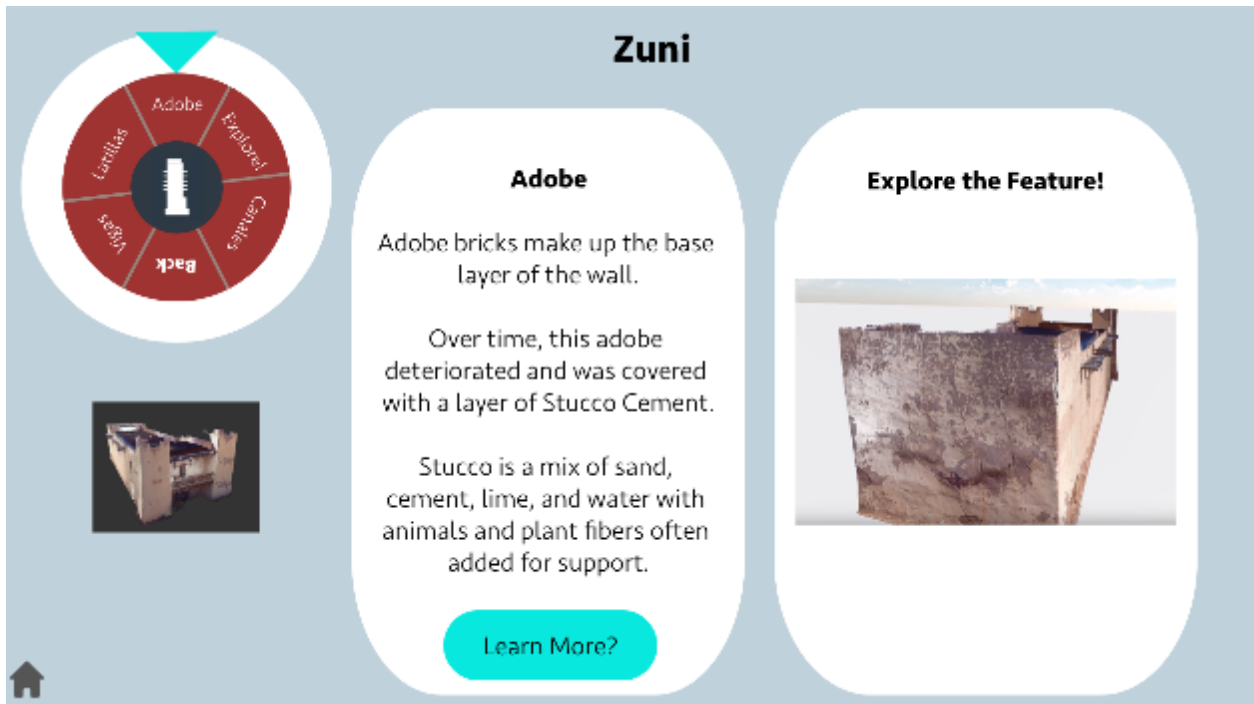 Zuni
Adobe
Explore!
Canales
Back
Vigas
Latillas
Adobe
Adobe bricks make up the base
layer of the wall.
Over time, this adobe
deteriorated and was covered
with a layer of Stucco Cement.
Stucco is a mix of sand,
cement, lime, and water with
animals and plant fibers often
added for support.
Learn More?
Explore the Feature!